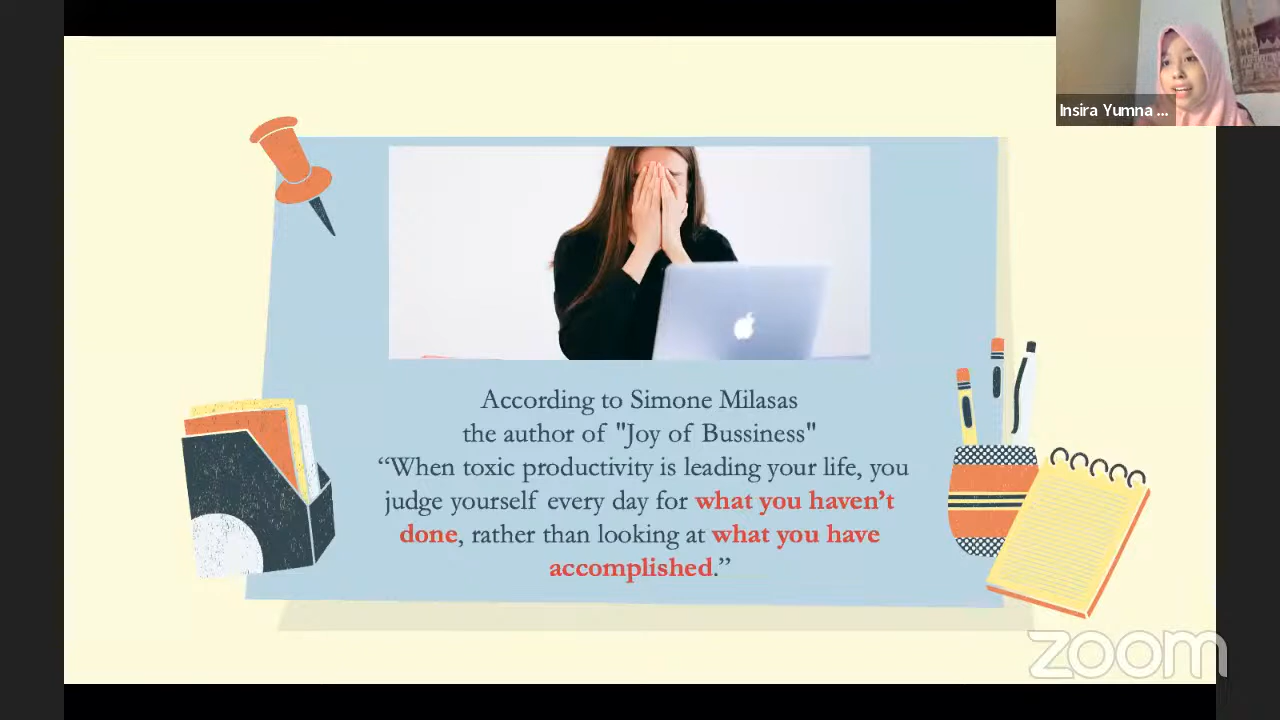 Insira Yumna ...
According to Simone Milasas
the author of "Joy of Bussiness"
“When toxic productivity is leading your life, you
judge yourself every day for what you haven’t
done, rather than looking at what you have
accomplished.”
zoom